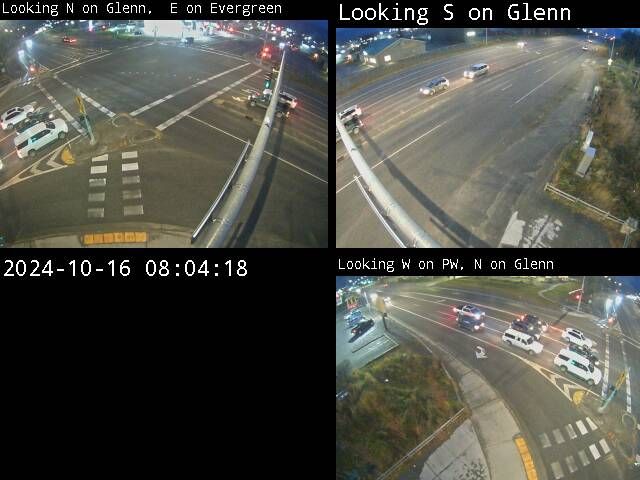 Looking N on Glenn, E on Evergreen
Looking S on Glenn
2024-10-16 08:04:18
Looking W on PW, N on Glenn